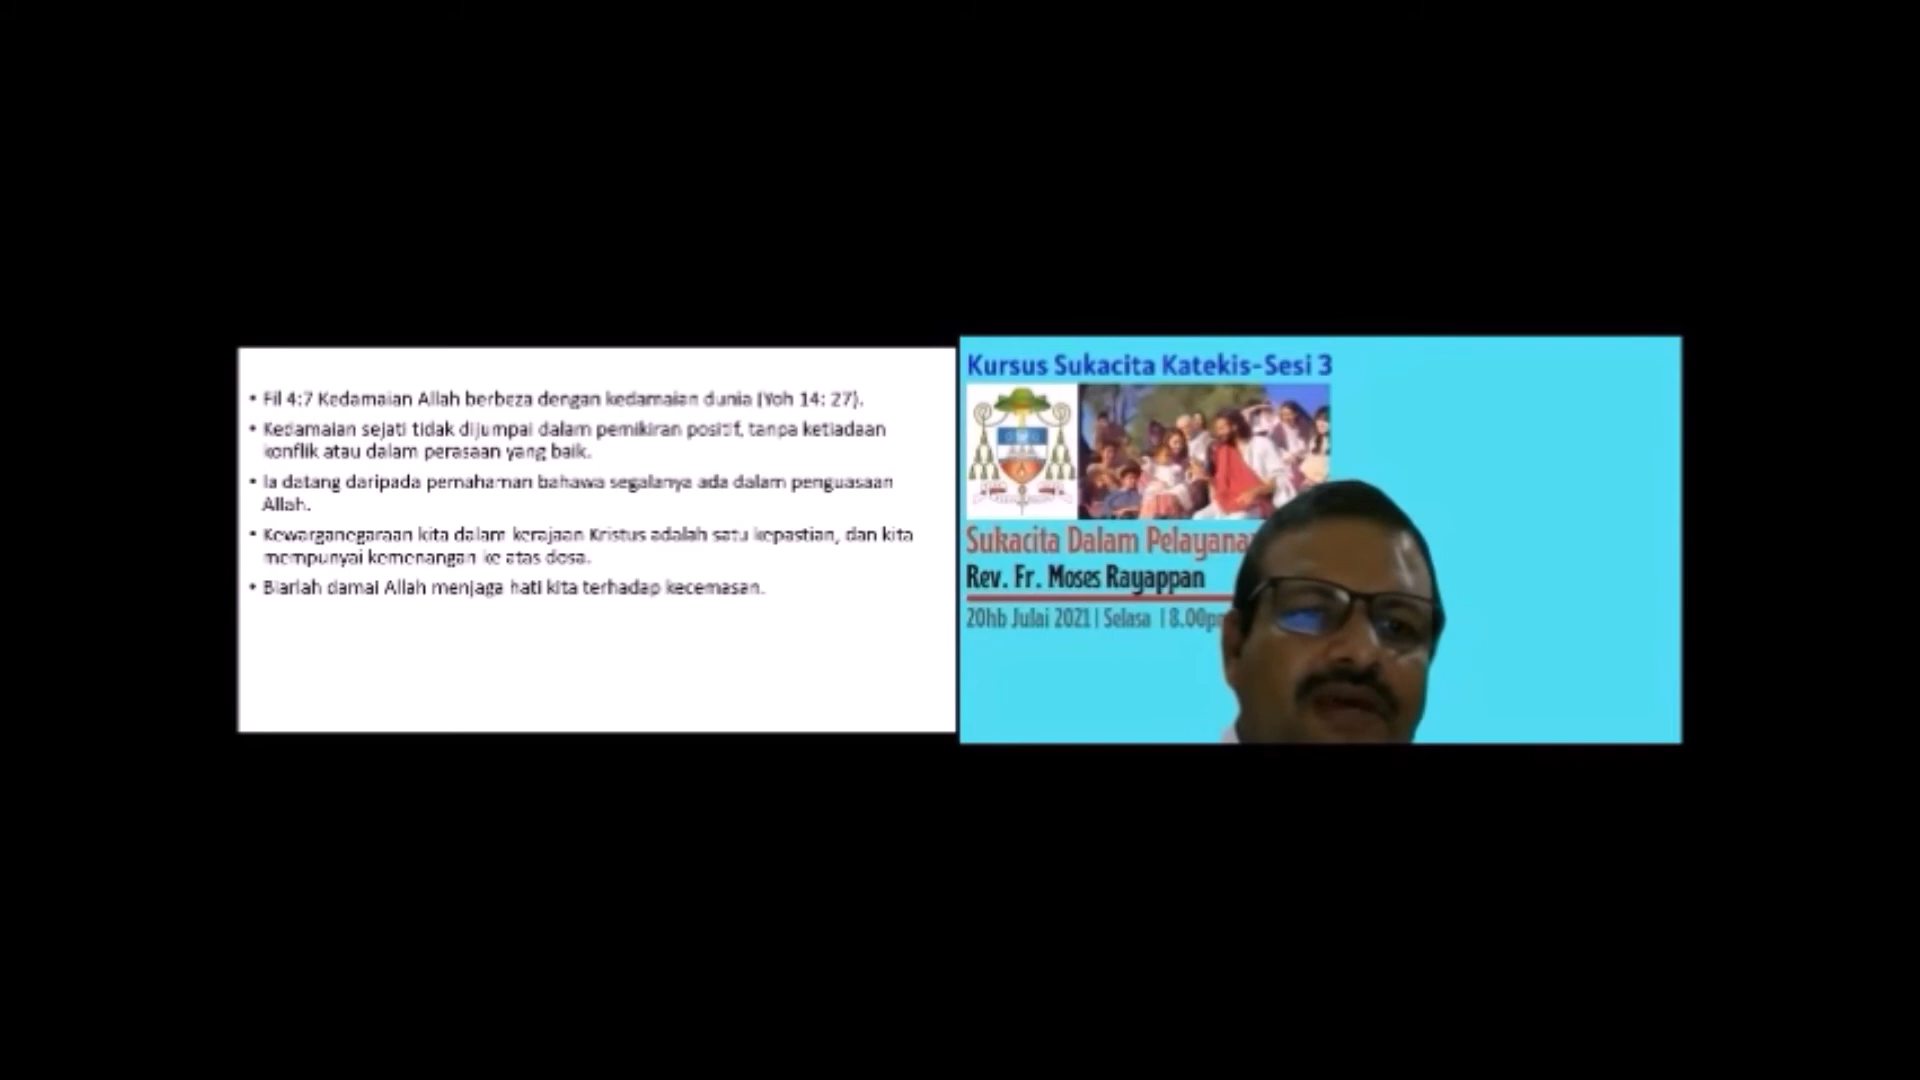 • Fil 4:7 Kedamaian Allah berbeza dengan kedamaian dunia (Yoh 14: 27).
• Kedamaian sejati tidak dijumpai dalam pemikiran positif, tanpa ketiadaan
konflik atau dalam perasaan yang baik.
• Ia datang daripada pemahaman bahawa segalanya ada dalam penguasaan
Allah.
• Kewarganegaraan kita dalam kerajaan Kristus adalah satu kepastian, dan kita
mempunyai kemenangan ke atas dosa.
• Biarlah damai Allah menjaga hati kita terhadap kecemasan.
Kursus Sukacita Katekis-Sesi 3
Sukacita Dalam Pelayana
Rev. Fr. Moses Rayappan
20hb Julai 2021 | Selasa | 8.00p